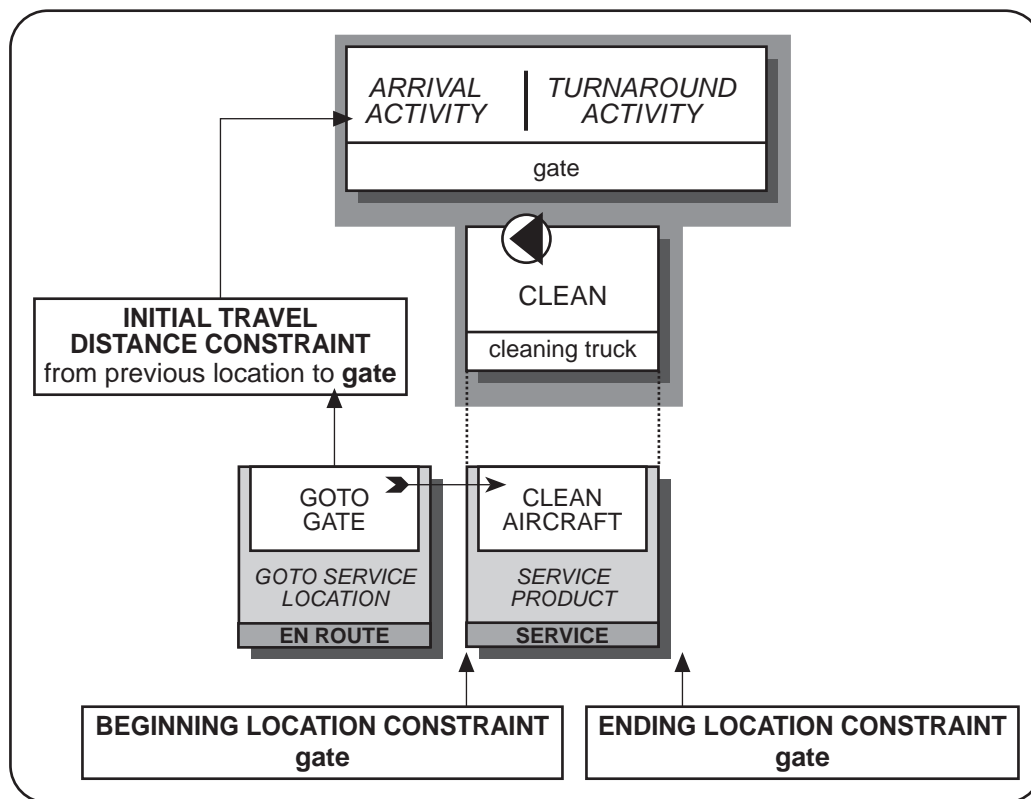 ARRIVAL
ACTIVITY
TURNAROUND
ACTIVITY
gate
CLEAN
cleaning truck
INITIAL TRAVEL
DISTANCE CONSTRAINT
from previous location to gate
GOTO
GATE
GOTO SERVICE
LOCATION
EN ROUTE
CLEAN
AIRCRAFT
SERVICE
PRODUCT
SERVICE
BEGINNING LOCATION CONSTRAINT
gate
ENDING LOCATION CONSTRAINT
gate